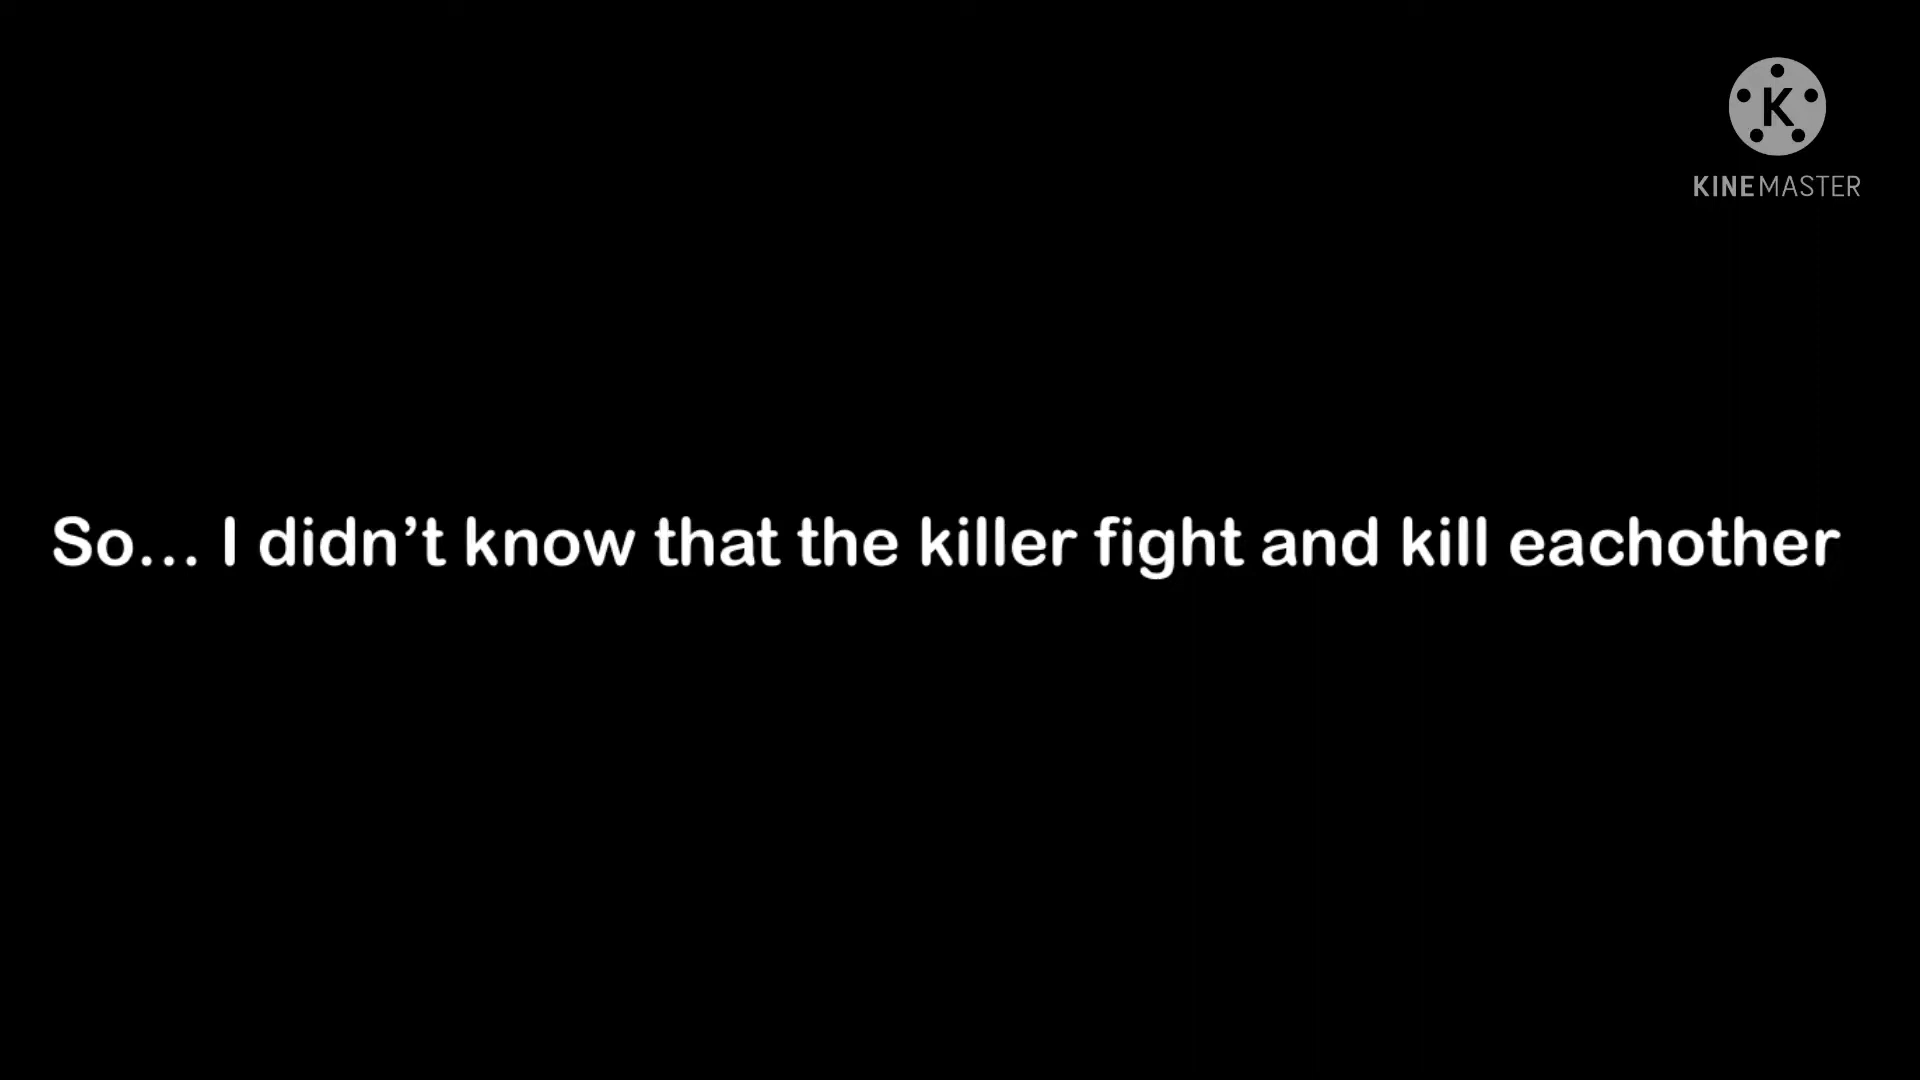 K
KINEMASTER
So... I didn't know that the killer fight and kill eachother